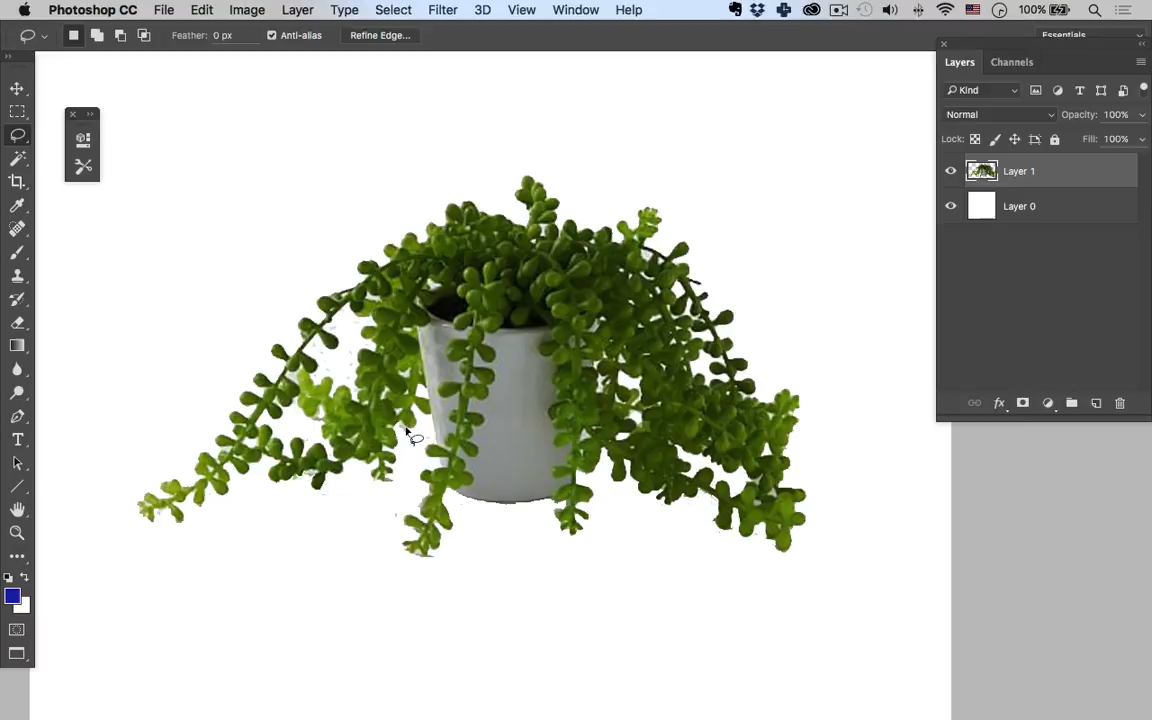 Photoshop CC File Edit Image Layer Type Select Filter 3D View Window Help 100%
Feather: 0 px Anti-alias Refine Edge... Essentials
Layers Channels
Kind
Normal Opacity: 100%
Lock: Fill: 100%
Layer 1
Layer 0